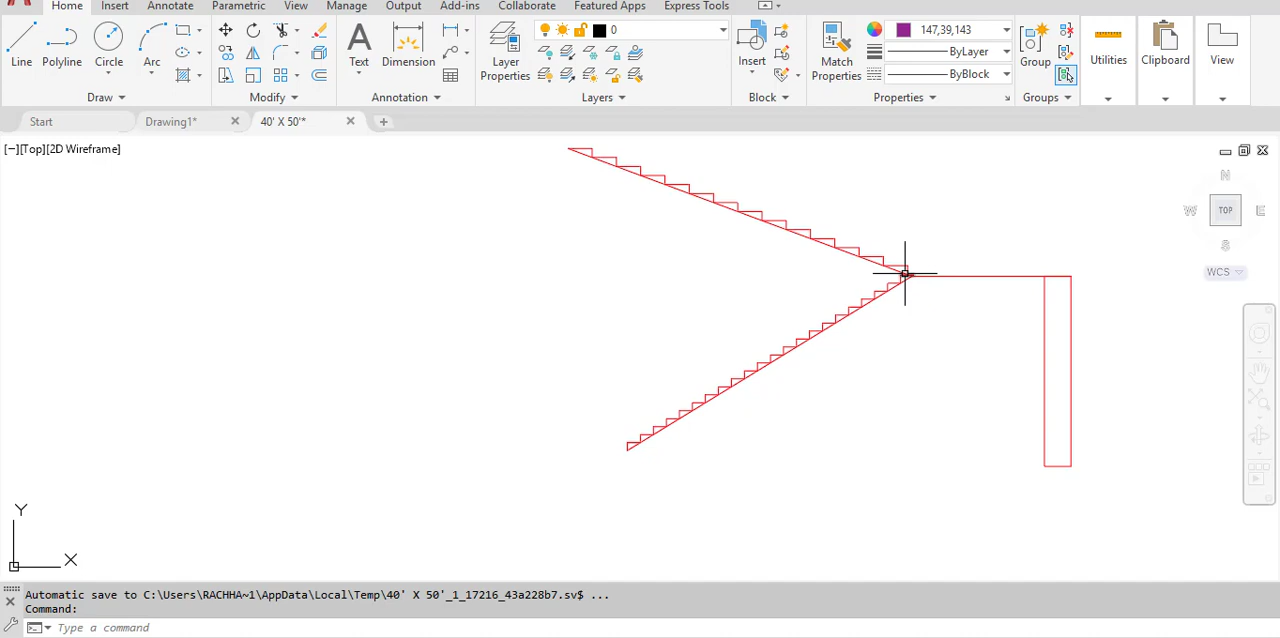 Home Insert Annotate Parametric View Manage Output Add-ins Collaborate Featured Apps Express Tools
0
147,39,143
ByLayer
ByBlock
Line Polyline Circle Arc
Text Dimension
Layer Properties
Insert
Match Properties
Group
Utilities
Clipboard
View
Draw Modify Annotation Layers Block Properties Groups
Start Drawing1* 40' X 50'*
[−][Top][2D Wireframe]
N
W TOP E
S
WCS
Y
X
Automatic save to C:\Users\RACHHA~1\AppData\Local\Temp\40' X 50'_1_17216_43a228b7.sv$ ...
Command:
Type a command